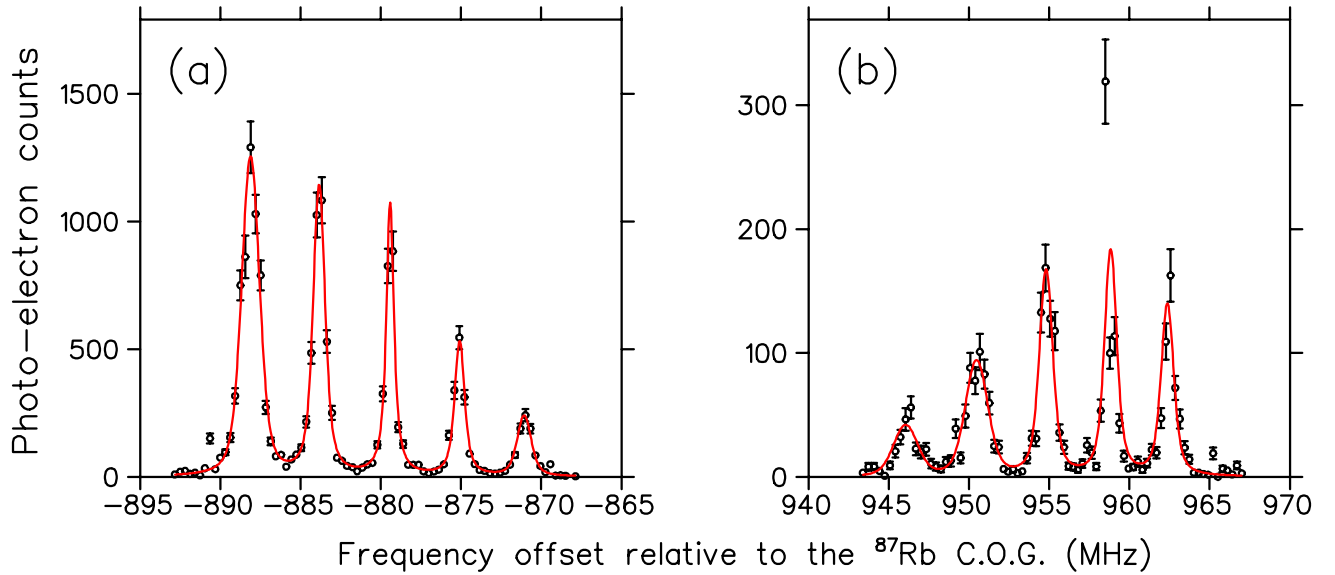 Photo-electron counts
(a)
1500
1000
500
0
-895 -890 -885 -880 -875 -870 -865
(b)
300
200
100
0
940 945 950 955 960 965 970
Frequency offset relative to the ⁸⁷Rb C.O.G. (MHz)